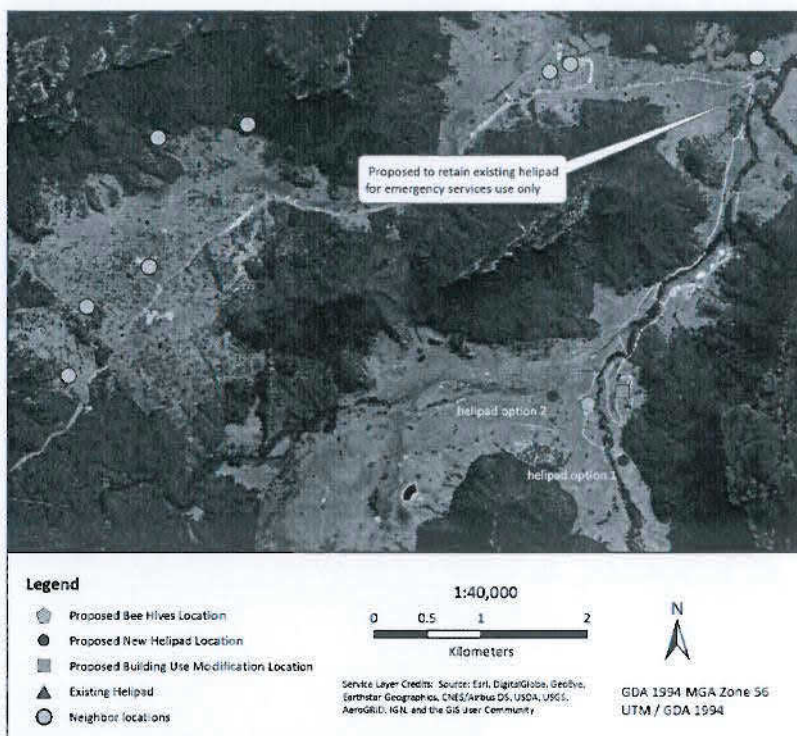 Proposed to retain existing helipad
for emergency services use only
helipad option 2
helipad option 1
Legend
Proposed Bee Hives Location
Proposed New Helipad Location
Proposed Building Use Modification Location
Existing Helipad
Neighbor locations
1:40,000
0 0.5 1 2
Kilometers
Service Layer Credits: Source: Esri, DigitalGlobe, GeoEye,
Earthstar Geographics, CNES/Airbus DS, USDA, USGS,
AeroGRID, IGN, and the GIS User Community
N
GDA 1994 MGA Zone 56
UTM / GDA 1994